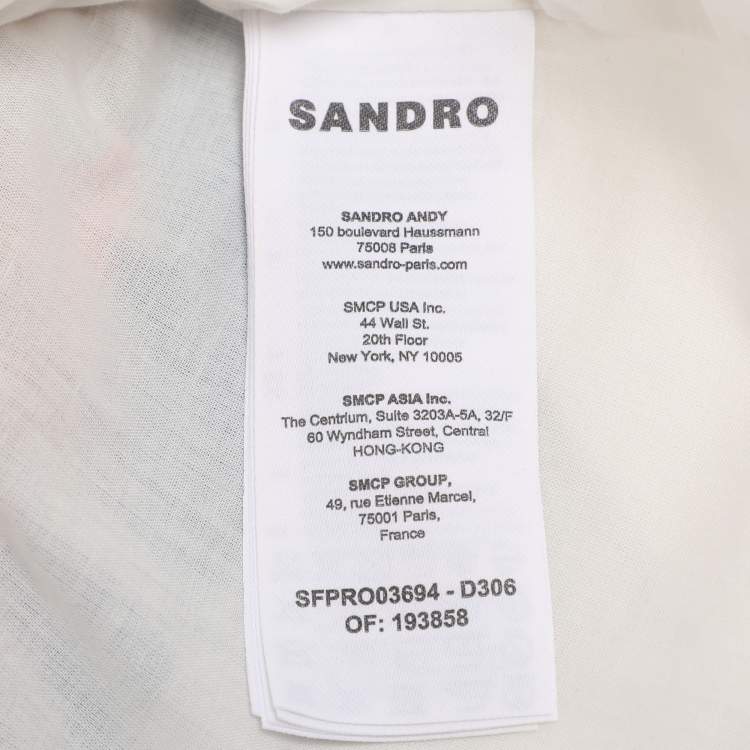 SANDRO
SANDRO ANDY
150 boulevard Haussmann
75008 Paris
www.sandro-paris.com
SMCP USA Inc.
44 Wall St.
20th Floor
New York, NY 10005
SMCP ASIA Inc.
The Centrium, Suite 3203A-5A, 32/F
60 Wyndham Street, Central
HONG-KONG
SMCP GROUP,
49, rue Etienne Marcel,
75001 Paris,
France
SFPRO03694 - D306
OF: 193858